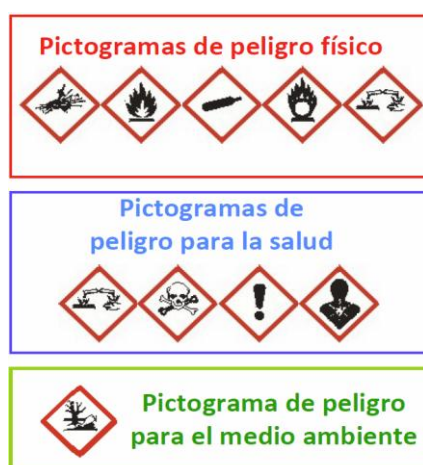 Pictogramas de peligro físico
Pictogramas de
peligro para la salud
Pictograma de peligro
para el medio ambiente